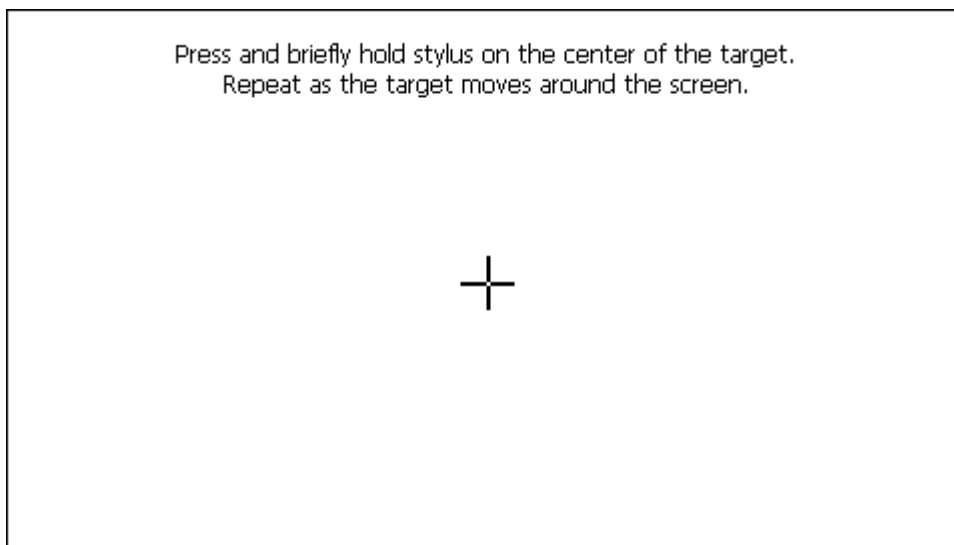 Press and briefly hold stylus on the center of the target.
Repeat as the target moves around the screen.